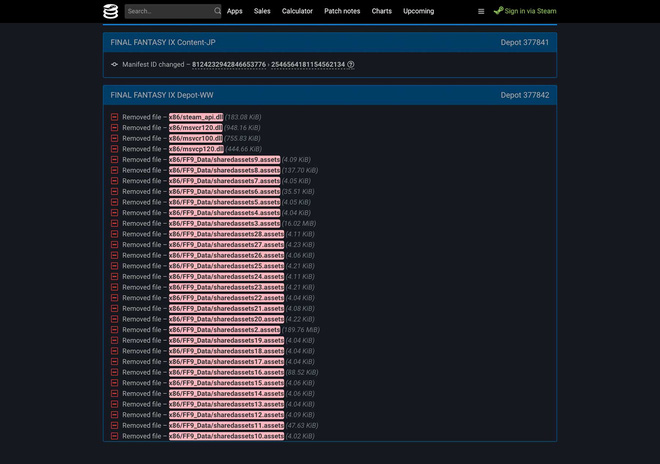 Search...
Apps
Sales
Calculator
Patch notes
Charts
Upcoming
Sign in via Steam
FINAL FANTASY IX Content-JP
Depot 377841
Manifest ID changed – 8124232942846653776 › 2546564181154562134
FINAL FANTASY IX Depot-WW
Depot 377842
Removed file – x86/steam_api.dll (183.08 KiB)
Removed file – x86/msvcr120.dll (948.16 KiB)
Removed file – x86/msvcr100.dll (755.83 KiB)
Removed file – x86/msvcp120.dll (444.66 KiB)
Removed file – x86/FF9_Data/sharedassets9.assets (4.09 KiB)
Removed file – x86/FF9_Data/sharedassets8.assets (137.70 KiB)
Removed file – x86/FF9_Data/sharedassets7.assets (4.05 KiB)
Removed file – x86/FF9_Data/sharedassets6.assets (35.51 KiB)
Removed file – x86/FF9_Data/sharedassets5.assets (4.05 KiB)
Removed file – x86/FF9_Data/sharedassets4.assets (4.04 KiB)
Removed file – x86/FF9_Data/sharedassets3.assets (16.02 MiB)
Removed file – x86/FF9_Data/sharedassets28.assets (4.11 KiB)
Removed file – x86/FF9_Data/sharedassets27.assets (4.23 KiB)
Removed file – x86/FF9_Data/sharedassets26.assets (4.06 KiB)
Removed file – x86/FF9_Data/sharedassets25.assets (4.21 KiB)
Removed file – x86/FF9_Data/sharedassets24.assets (4.11 KiB)
Removed file – x86/FF9_Data/sharedassets23.assets (4.21 KiB)
Removed file – x86/FF9_Data/sharedassets22.assets (4.04 KiB)
Removed file – x86/FF9_Data/sharedassets21.assets (4.08 KiB)
Removed file – x86/FF9_Data/sharedassets20.assets (4.22 KiB)
Removed file – x86/FF9_Data/sharedassets2.assets (189.76 MiB)
Removed file – x86/FF9_Data/sharedassets19.assets (4.04 KiB)
Removed file – x86/FF9_Data/sharedassets18.assets (4.04 KiB)
Removed file – x86/FF9_Data/sharedassets17.assets (4.04 KiB)
Removed file – x86/FF9_Data/sharedassets16.assets (88.52 KiB)
Removed file – x86/FF9_Data/sharedassets15.assets (4.06 KiB)
Removed file – x86/FF9_Data/sharedassets14.assets (4.06 KiB)
Removed file – x86/FF9_Data/sharedassets13.assets (4.04 KiB)
Removed file – x86/FF9_Data/sharedassets12.assets (4.09 KiB)
Removed file – x86/FF9_Data/sharedassets11.assets (47.63 KiB)
Removed file – x86/FF9_Data/sharedassets10.assets (4.02 KiB)